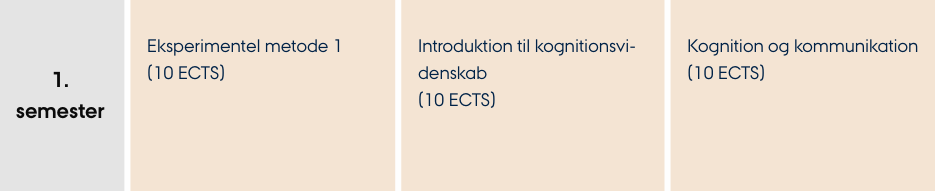 1.
semester
Eksperimentel metode 1
(10 ECTS)
Introduktion til kognitionsvi-
denskab
(10 ECTS)
Kognition og kommunikation
(10 ECTS)